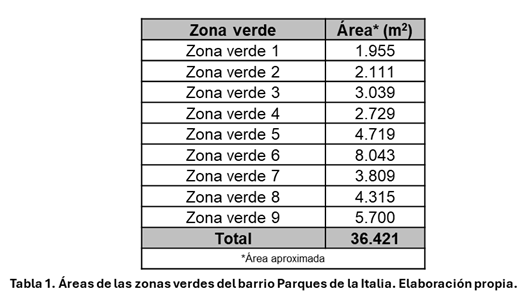 Zona verde Área* (m²)
Zona verde 1 1.955
Zona verde 2 2.111
Zona verde 3 3.039
Zona verde 4 2.729
Zona verde 5 4.719
Zona verde 6 8.043
Zona verde 7 3.809
Zona verde 8 4.315
Zona verde 9 5.700
Total 36.421
*Área aproximada
Tabla 1. Áreas de las zonas verdes del barrio Parques de la Italia. Elaboración propia.